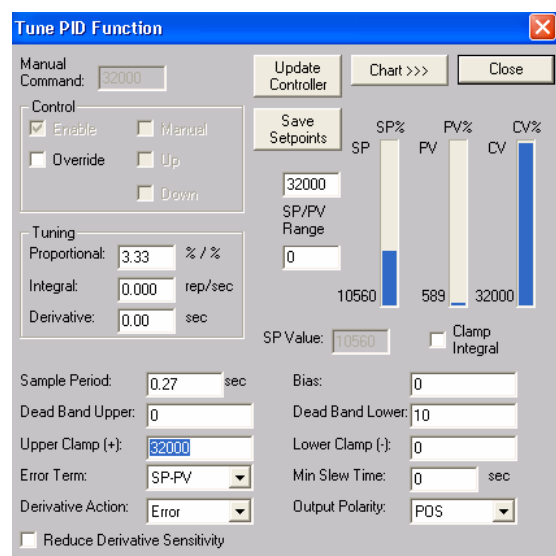 Tune PID Function
Manual Command: 32000
Update Controller
Chart >>>
Close
Control
Enable
Manual
Override
Up
Down
Save Setpoints
SP%
PV%
CV%
SP
PV
CV
32000
SP/PV Range
0
10560
589
32000
Tuning
Proportional: 3.33 % / %
Integral: 0.000 rep/sec
Derivative: 0.00 sec
SP Value: 10560
Clamp Integral
Sample Period: 0.27 sec
Bias: 0
Dead Band Upper: 0
Dead Band Lower: 10
Upper Clamp (+): 32000
Lower Clamp (-): 0
Error Term: SP-PV
Min Slew Time: 0 sec
Derivative Action: Error
Output Polarity: POS
Reduce Derivative Sensitivity